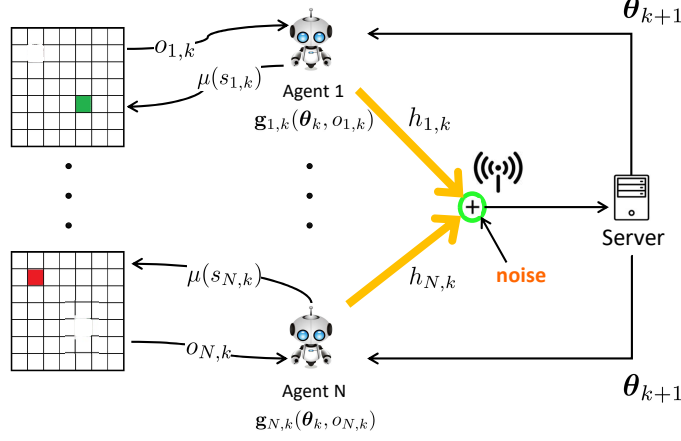 θ_{k+1}
o_{1,k}
μ(s_{1,k})
Agent 1
g_{1,k}(θ_k, o_{1,k})
h_{1,k}
+
Server
μ(s_{N,k})
h_{N,k}
noise
o_{N,k}
Agent N
g_{N,k}(θ_k, o_{N,k})
θ_{k+1}